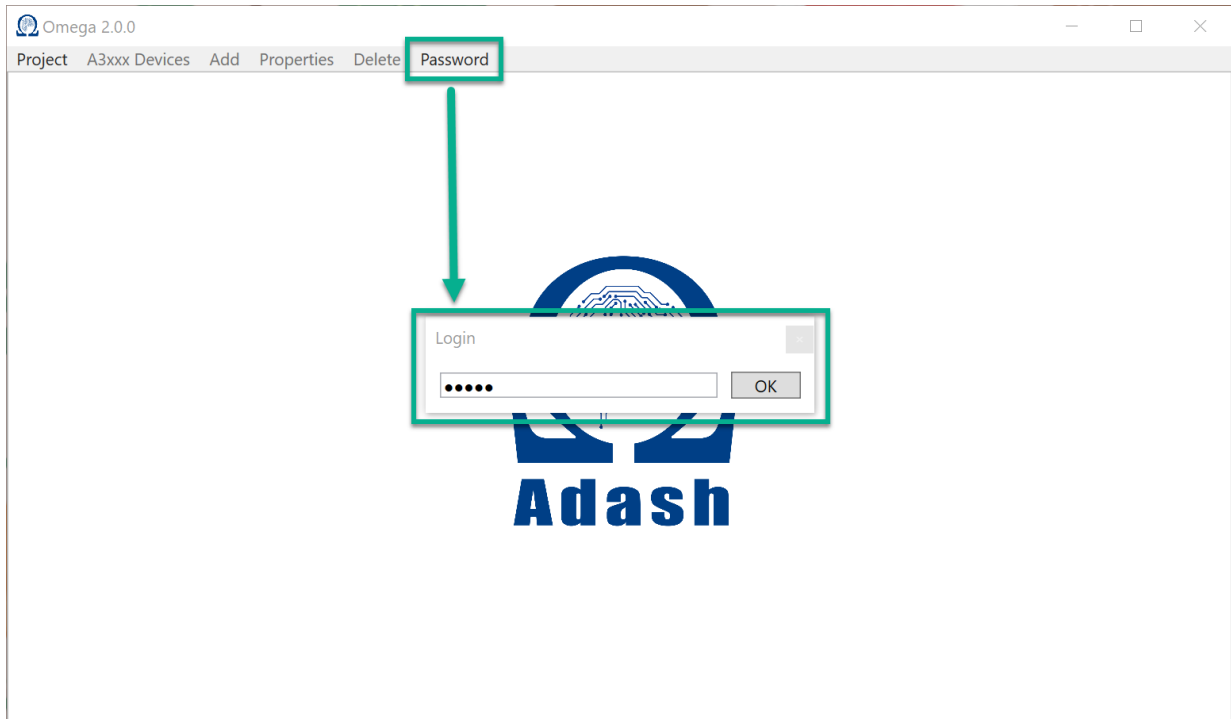 Omega 2.0.0
Project A3xxx Devices Add Properties Delete Password
Login
●●●●●
OK
Adash